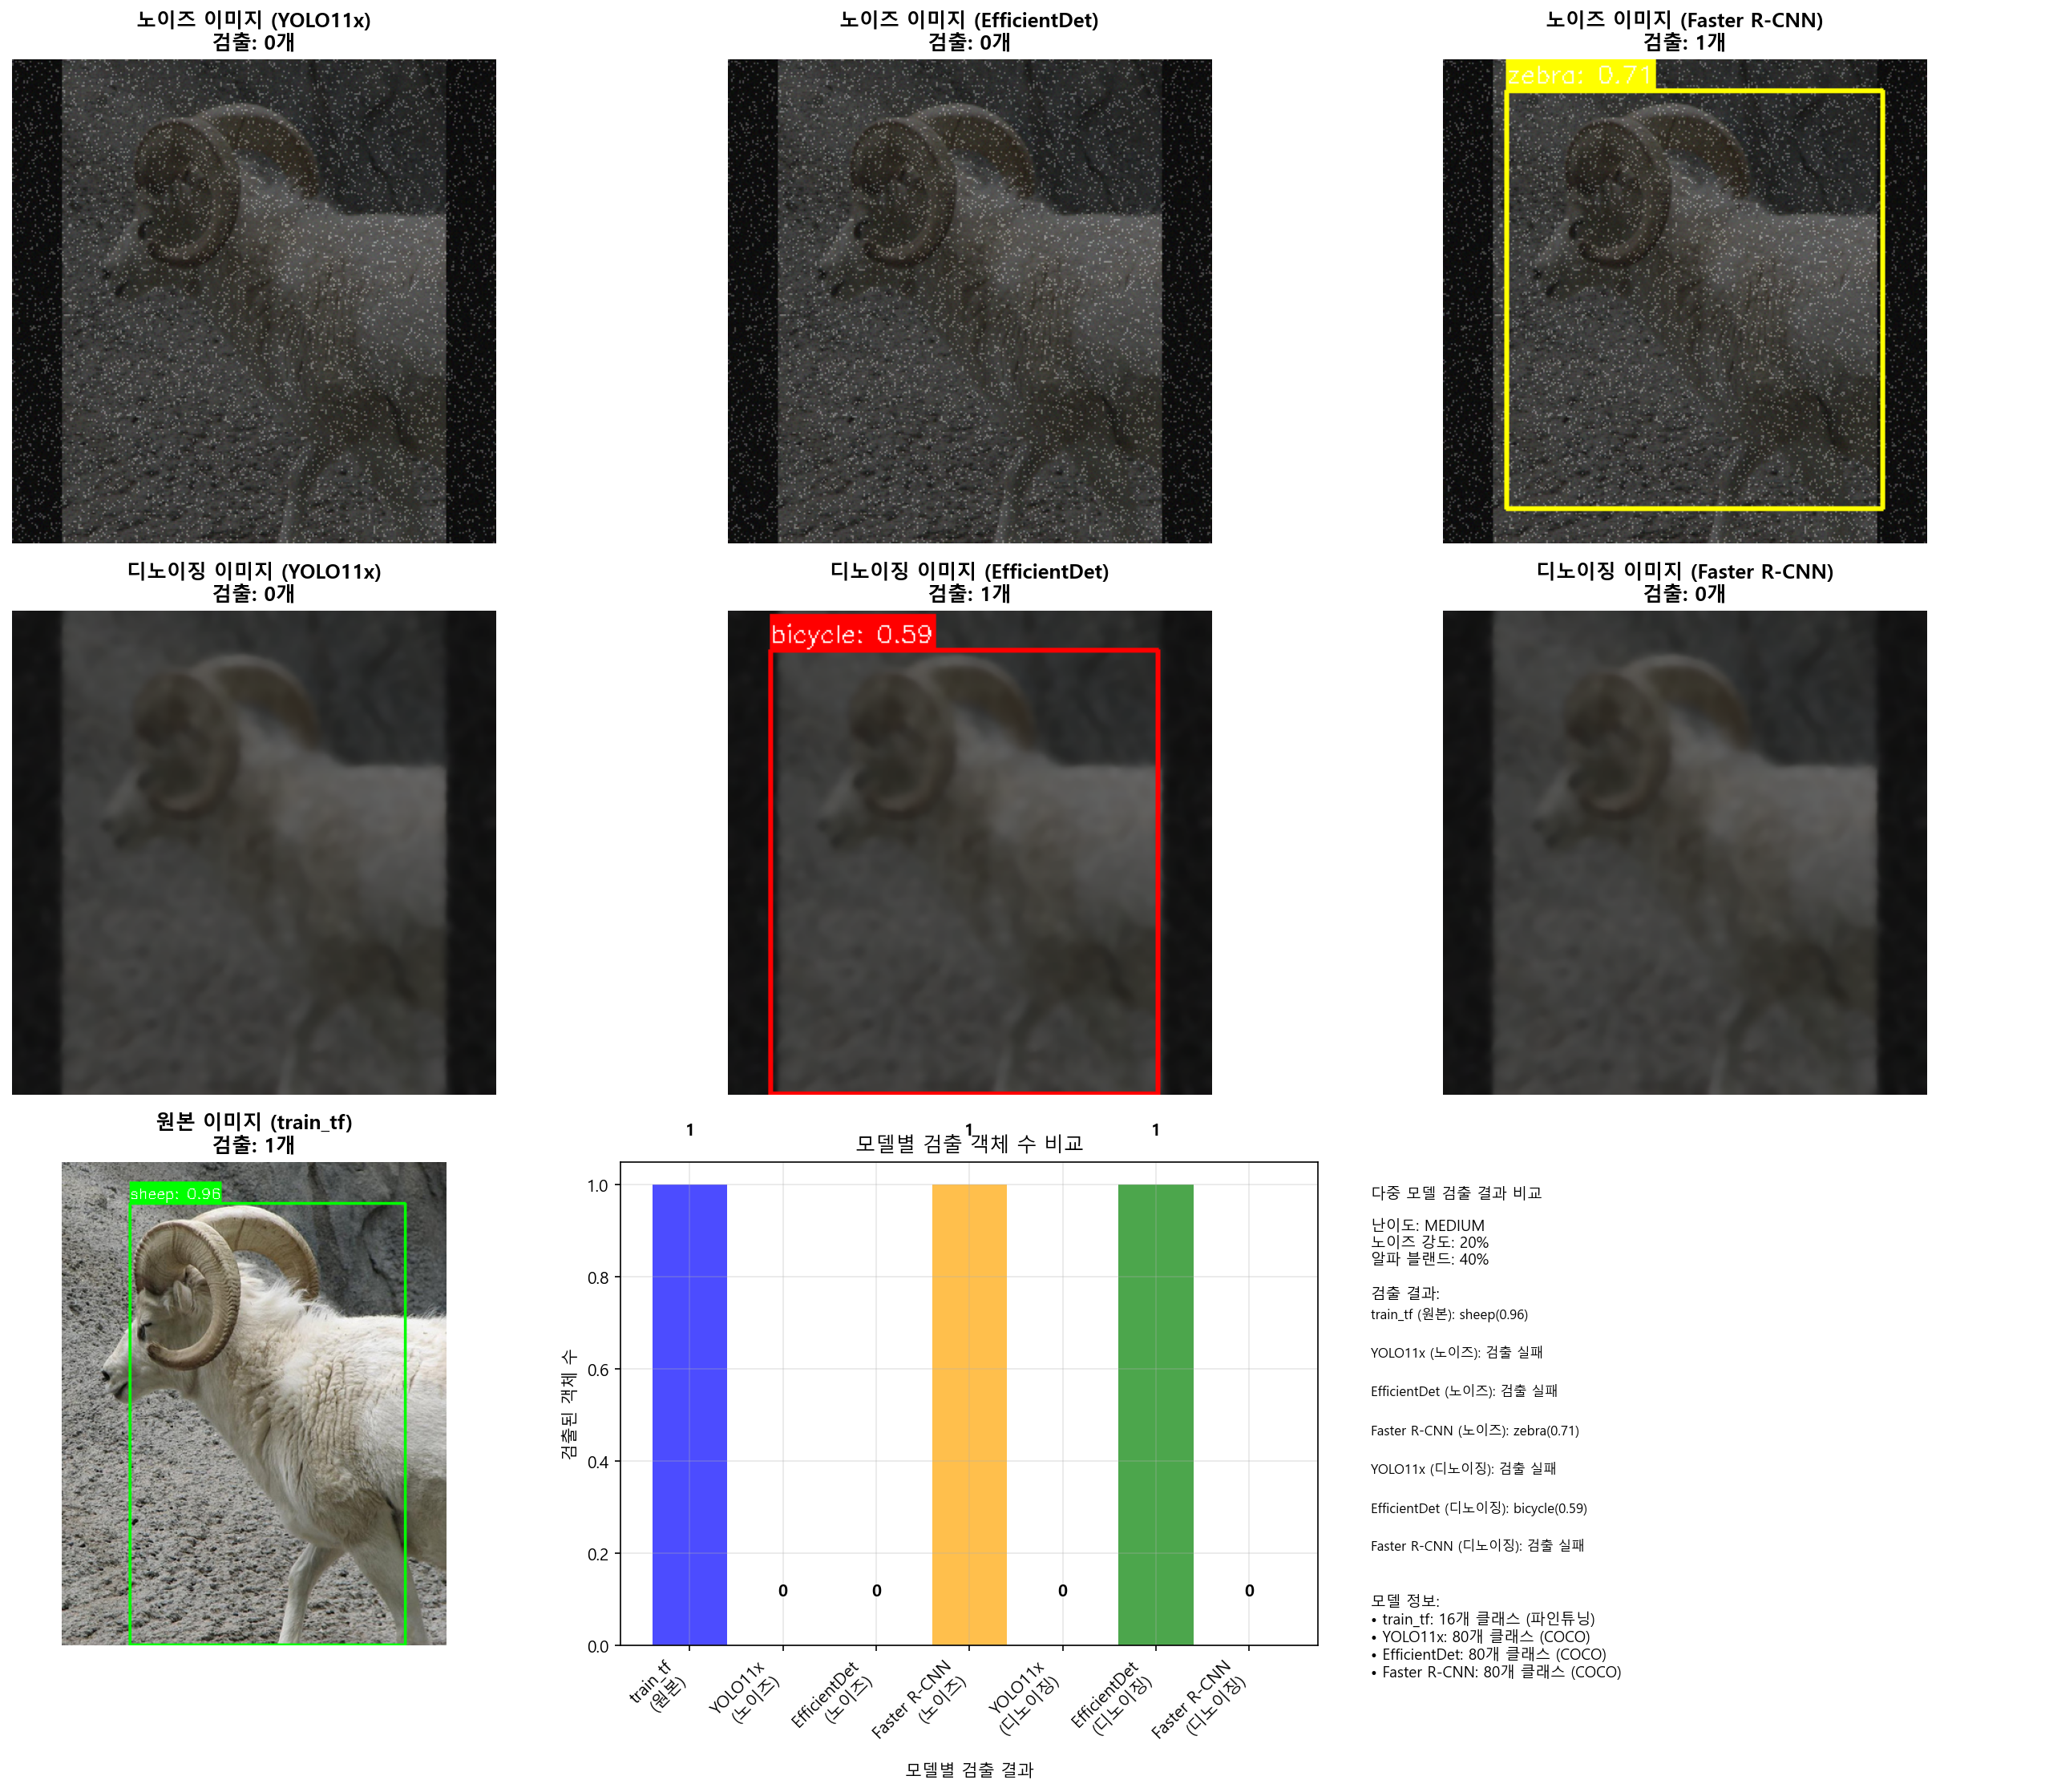 노이즈 이미지 (YOLO11x)
검출: 0개
노이즈 이미지 (EfficientDet)
검출: 0개
노이즈 이미지 (Faster R-CNN)
검출: 1개
zebra: 0.71
디노이징 이미지 (YOLO11x)
검출: 0개
디노이징 이미지 (EfficientDet)
검출: 1개
bicycle: 0.59
디노이징 이미지 (Faster R-CNN)
검출: 0개
원본 이미지 (train_tf)
검출: 1개
sheep: 0.96
모델별 검출 객체 수 비교
1
0
0
1
0
1
0
검출된 객체 수
1.0
0.8
0.6
0.4
0.2
0.0
train_tf
(원본)
YOLO11x
(노이즈)
EfficientDet
(노이즈)
Faster R-CNN
(노이즈)
YOLO11x
(디노이징)
EfficientDet
(디노이징)
Faster R-CNN
(디노이징)
모델별 검출 결과
다중 모델 검출 결과 비교
난이도: MEDIUM
노이즈 강도: 20%
알파 블랜드: 40%
검출 결과:
train_tf (원본): sheep(0.96)
YOLO11x (노이즈): 검출 실패
EfficientDet (노이즈): 검출 실패
Faster R-CNN (노이즈): zebra(0.71)
YOLO11x (디노이징): 검출 실패
EfficientDet (디노이징): bicycle(0.59)
Faster R-CNN (디노이징): 검출 실패
모델 정보:
• train_tf: 16개 클래스 (파인튜닝)
• YOLO11x: 80개 클래스 (COCO)
• EfficientDet: 80개 클래스 (COCO)
• Faster R-CNN: 80개 클래스 (COCO)